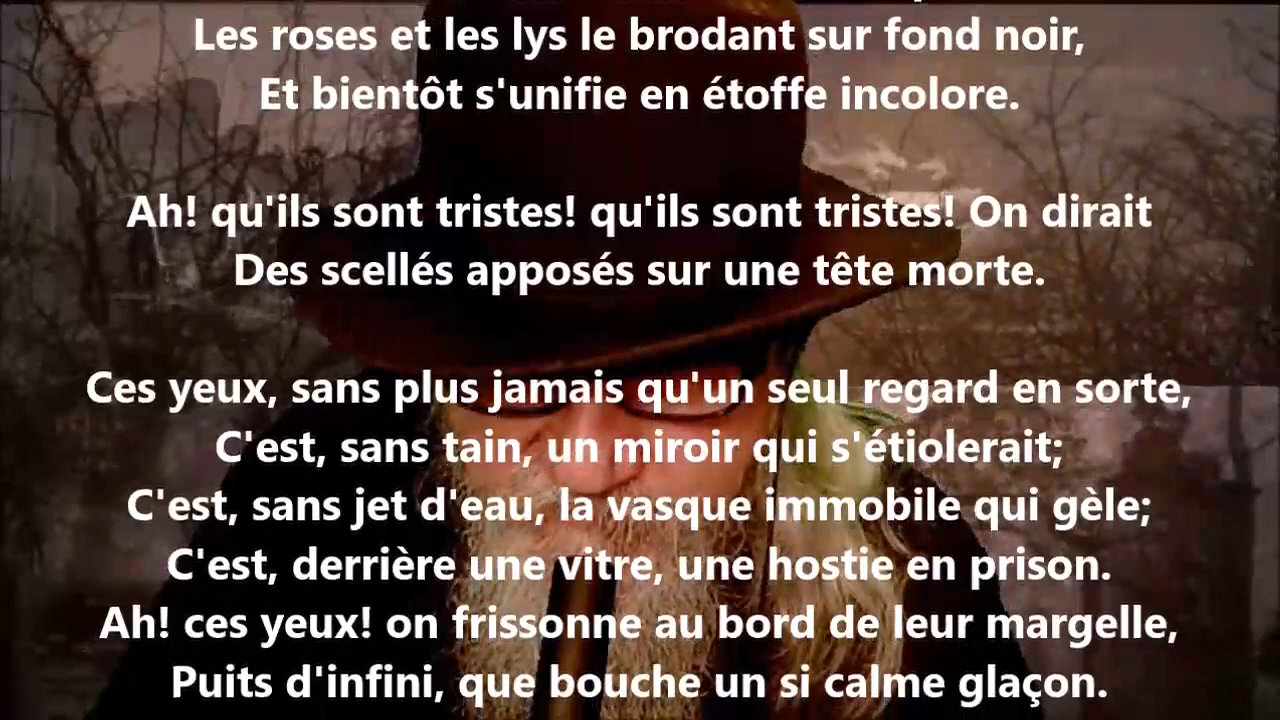 Les roses et les lys le brodant sur fond noir,
Et bientôt s'unifie en étoffe incolore.
Ah! qu'ils sont tristes! qu'ils sont tristes! On dirait
Des scellés apposés sur une tête morte.
Ces yeux, sans plus jamais qu'un seul regard en sorte,
C'est, sans tain, un miroir qui s'étiolerait;
C'est, sans jet d'eau, la vasque immobile qui gèle;
C'est, derrière une vitre, une hostie en prison.
Ah! ces yeux! on frissonne au bord de leur margelle,
Puits d'infini, que bouche un si calme glaçon.